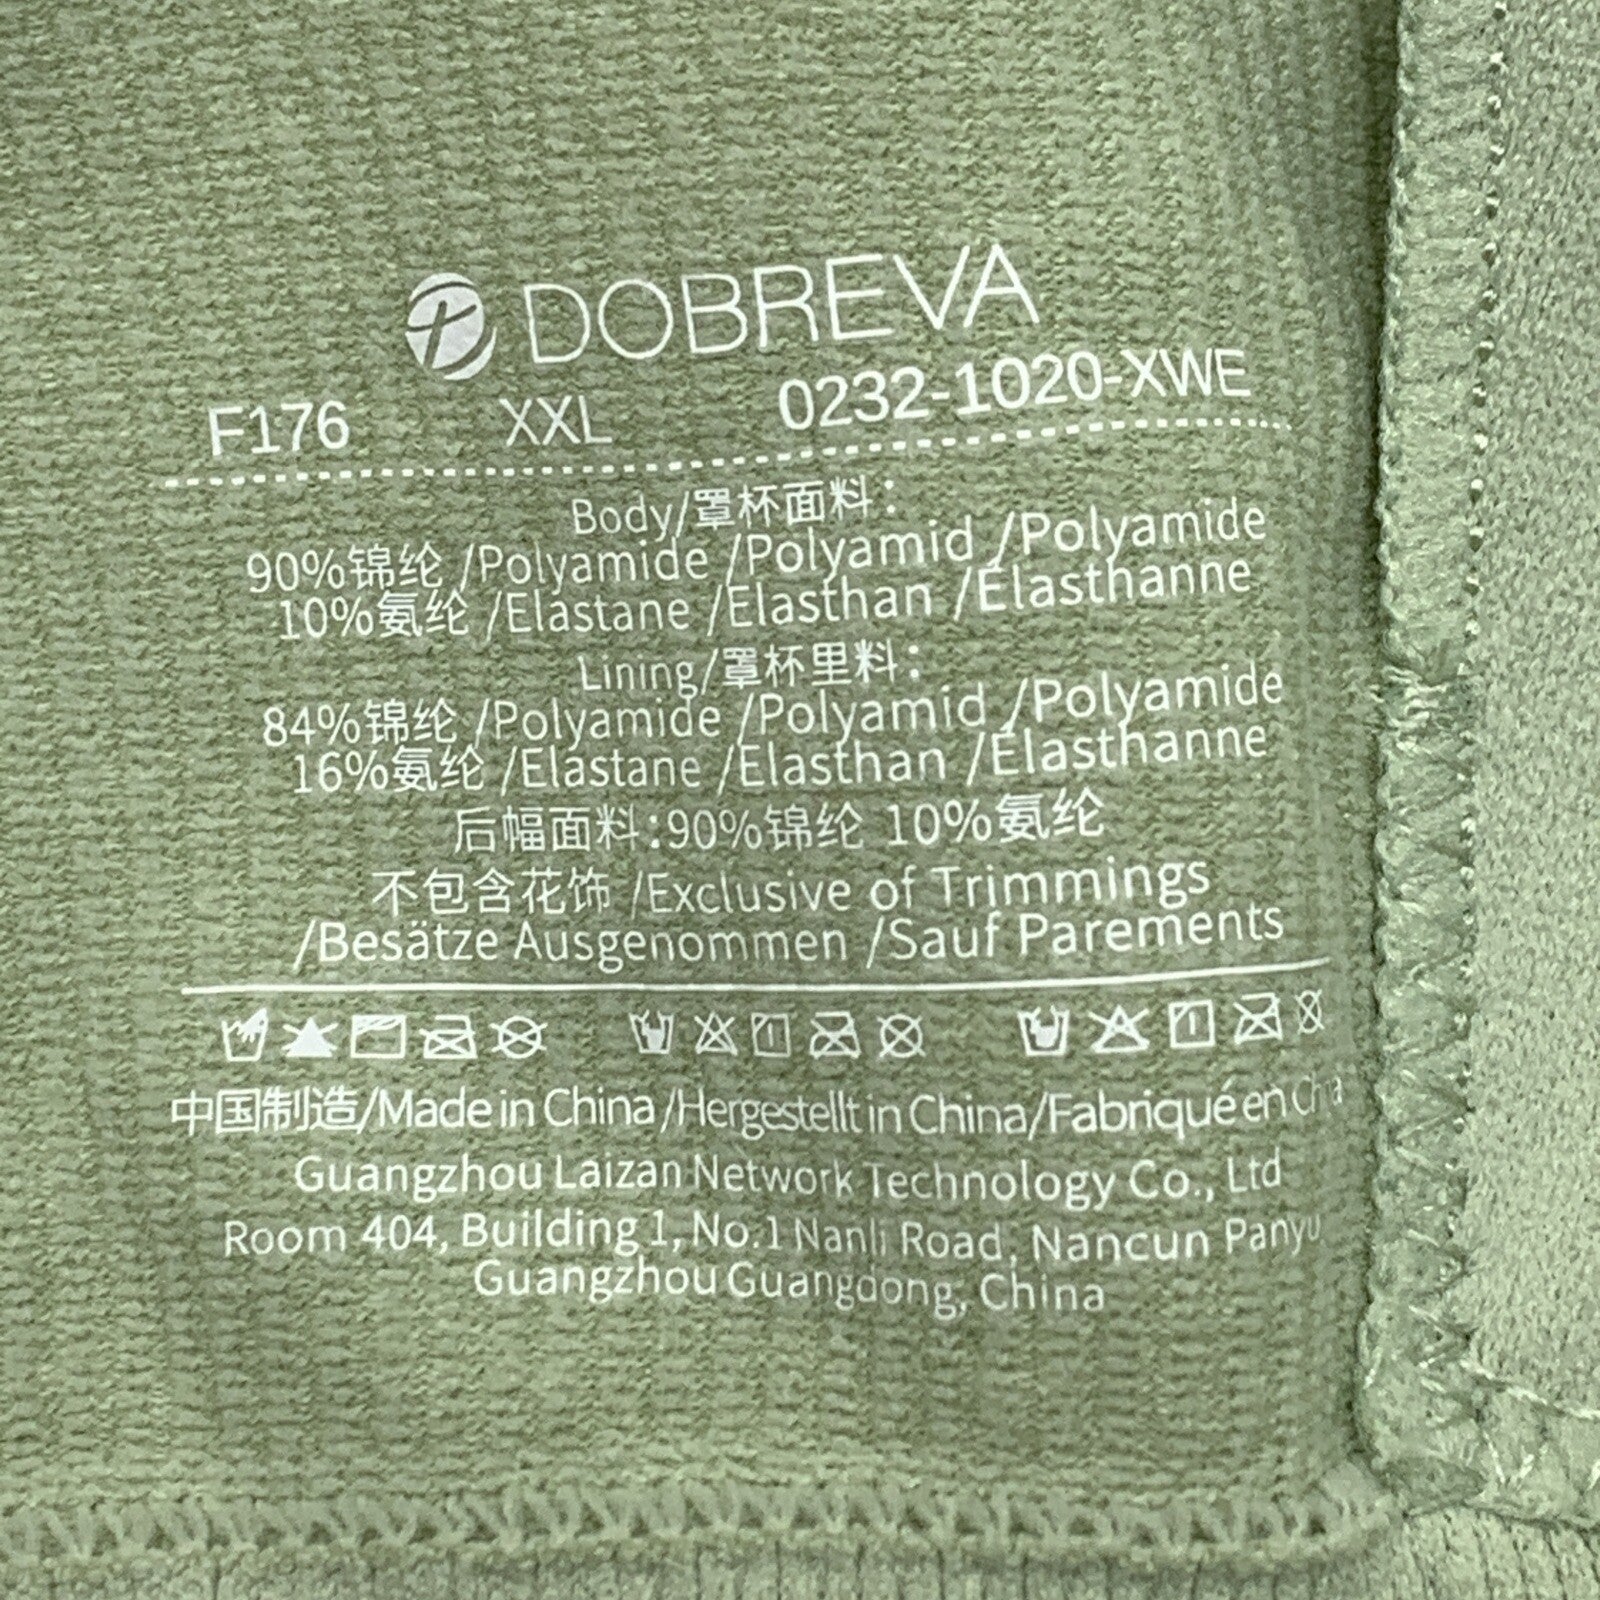 DOBREVA
F176 XXL 0232-1020-XWE
Body/罩杯面料：
90%锦纶 /Polyamide /Polyamid /Polyamide
10%氨纶 /Elastane /Elasthan /Élasthanne
Lining/罩杯里料：
84%锦纶 /Polyamide /Polyamid /Polyamide
16%氨纶 /Elastane /Elasthan /Élasthanne
后幅面料：90%锦纶 10%氨纶
不包含花饰 /Exclusive of Trimmings
/Besätze Ausgenommen /Sauf Parements
中国制造/Made in China /Hergestellt in China/Fabriqué en China
Guangzhou Laizan Network Technology Co., Ltd
Room 404, Building 1, No.1 Nanli Road, Nancun Panyu
Guangzhou Guangdong, China